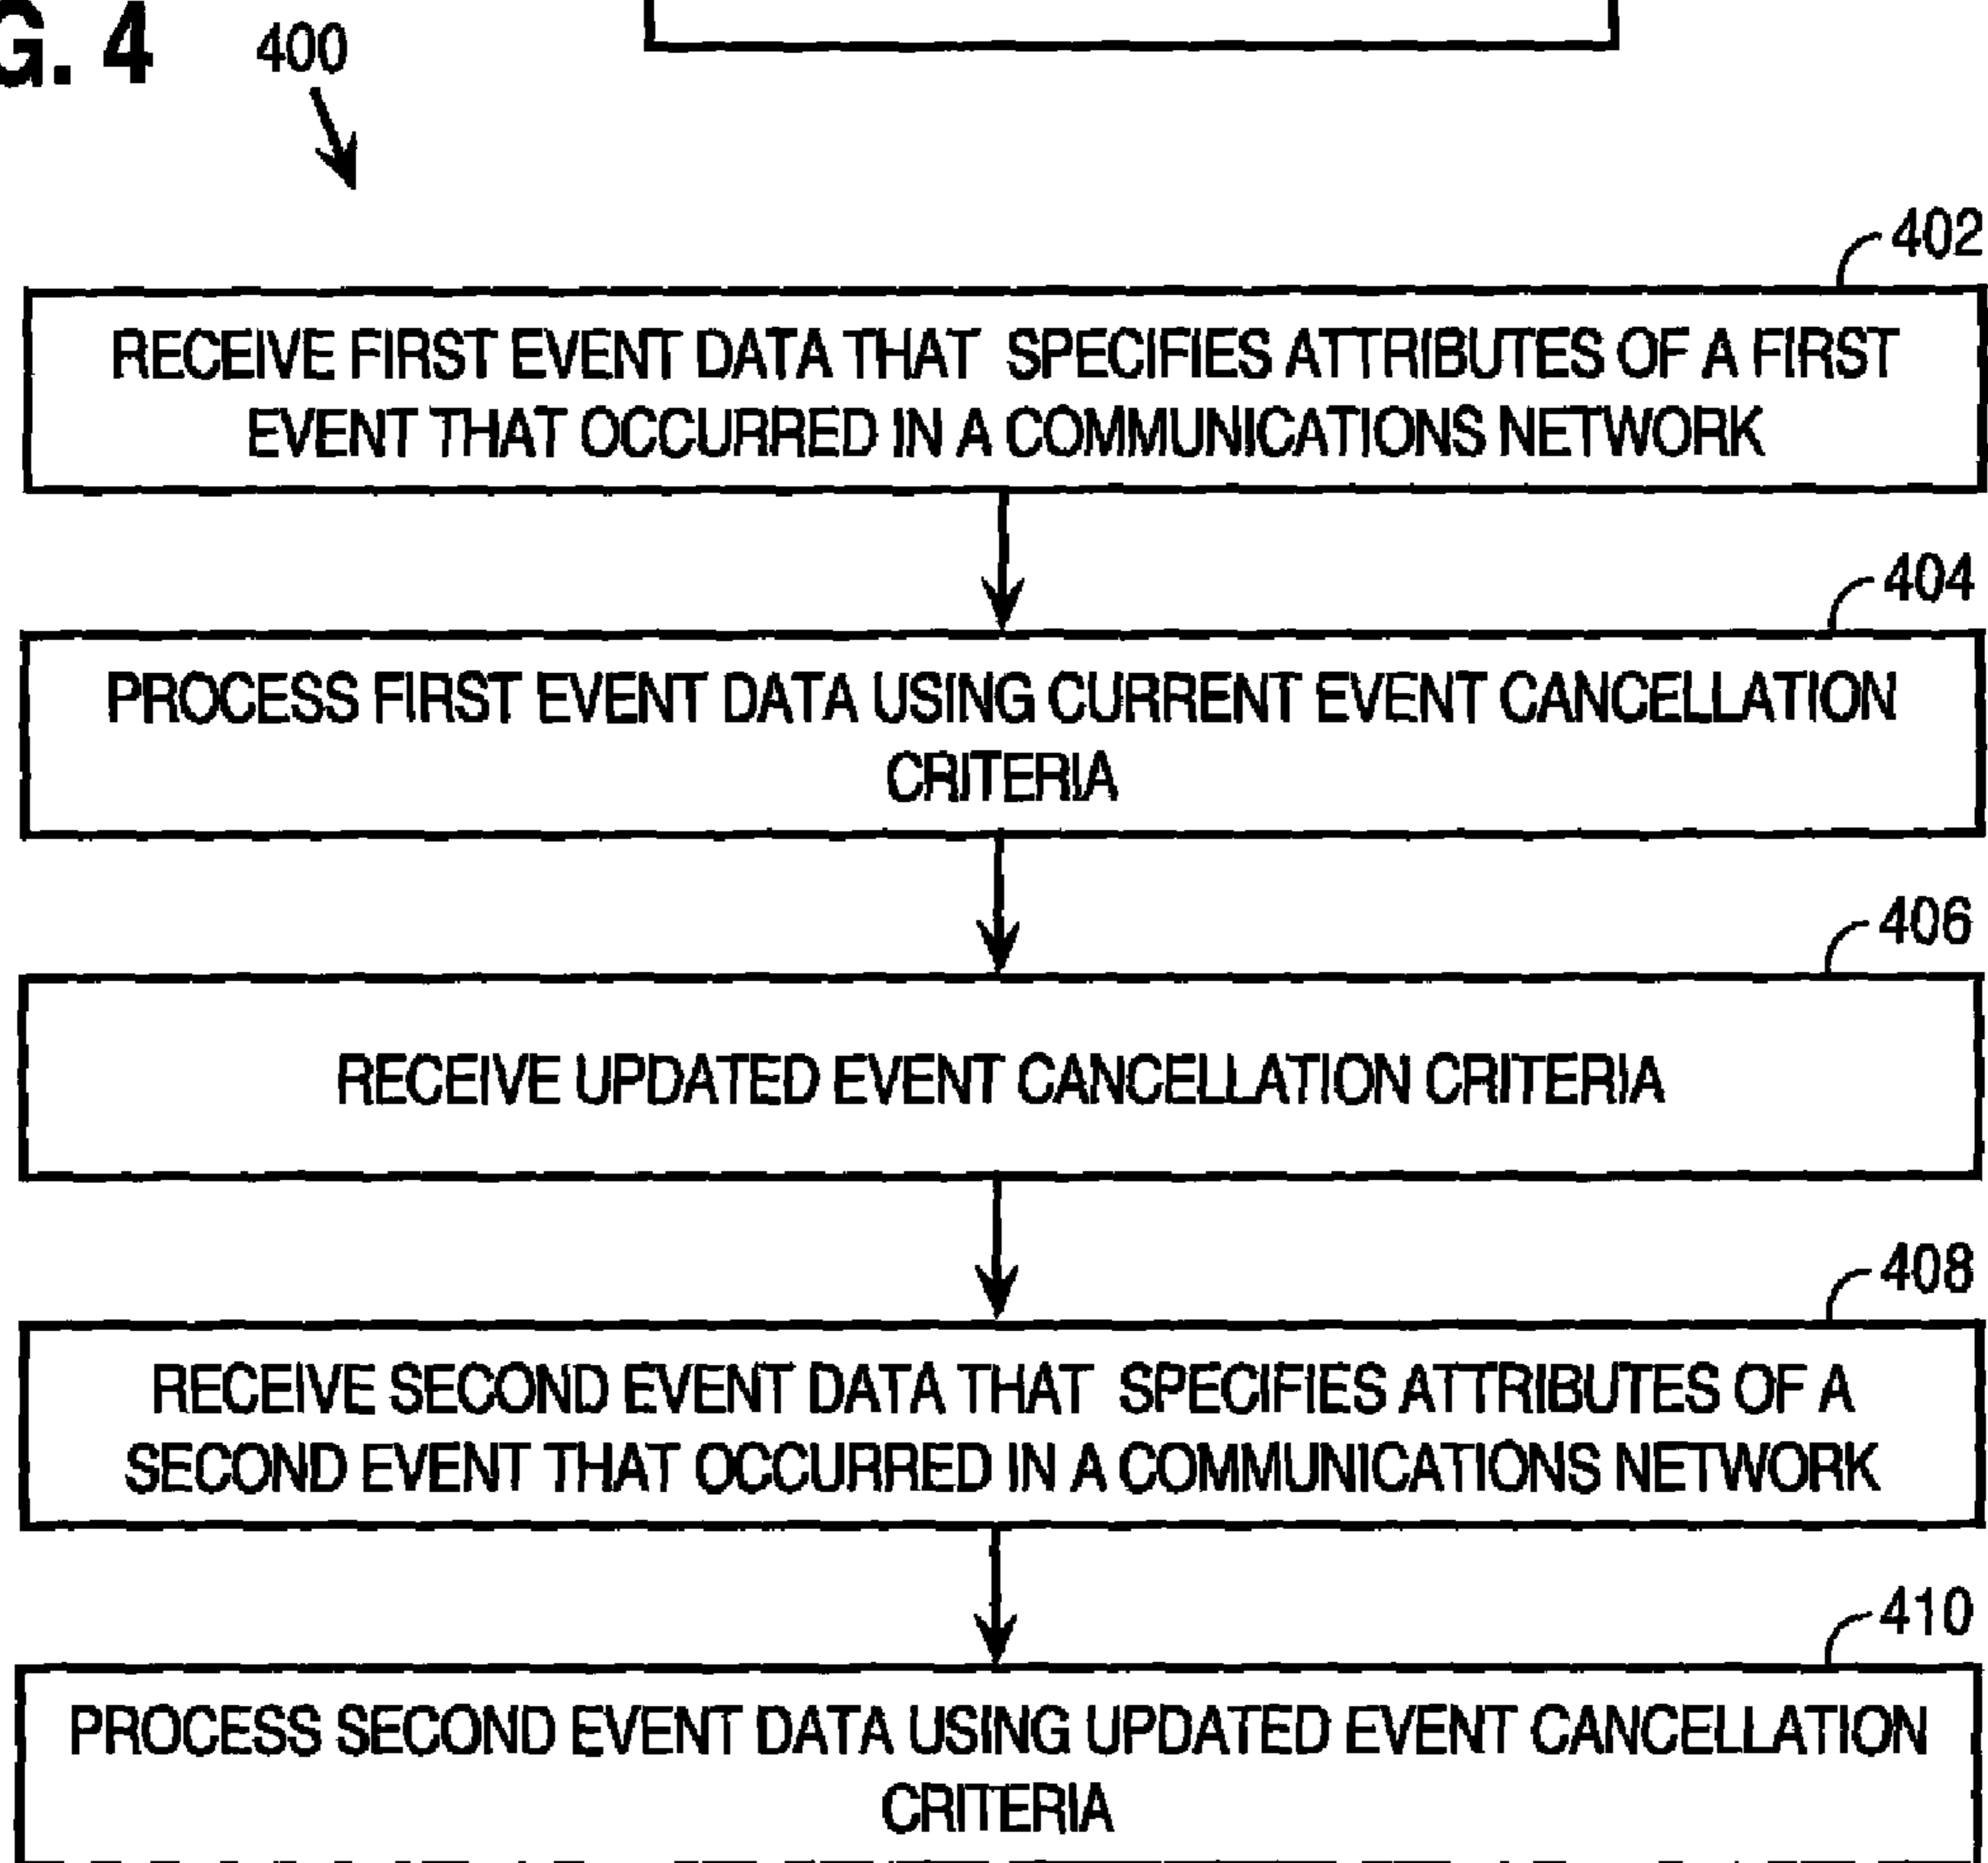 G. 4
400
402
RECEIVE FIRST EVENT DATA THAT SPECIFIES ATTRIBUTES OF A FIRST
EVENT THAT OCCURRED IN A COMMUNICATIONS NETWORK
404
PROCESS FIRST EVENT DATA USING CURRENT EVENT CANCELLATION
CRITERIA
406
RECEIVE UPDATED EVENT CANCELLATION CRITERIA
408
RECEIVE SECOND EVENT DATA THAT SPECIFIES ATTRIBUTES OF A
SECOND EVENT THAT OCCURRED IN A COMMUNICATIONS NETWORK
410
PROCESS SECOND EVENT DATA USING UPDATED EVENT CANCELLATION
CRITERIA